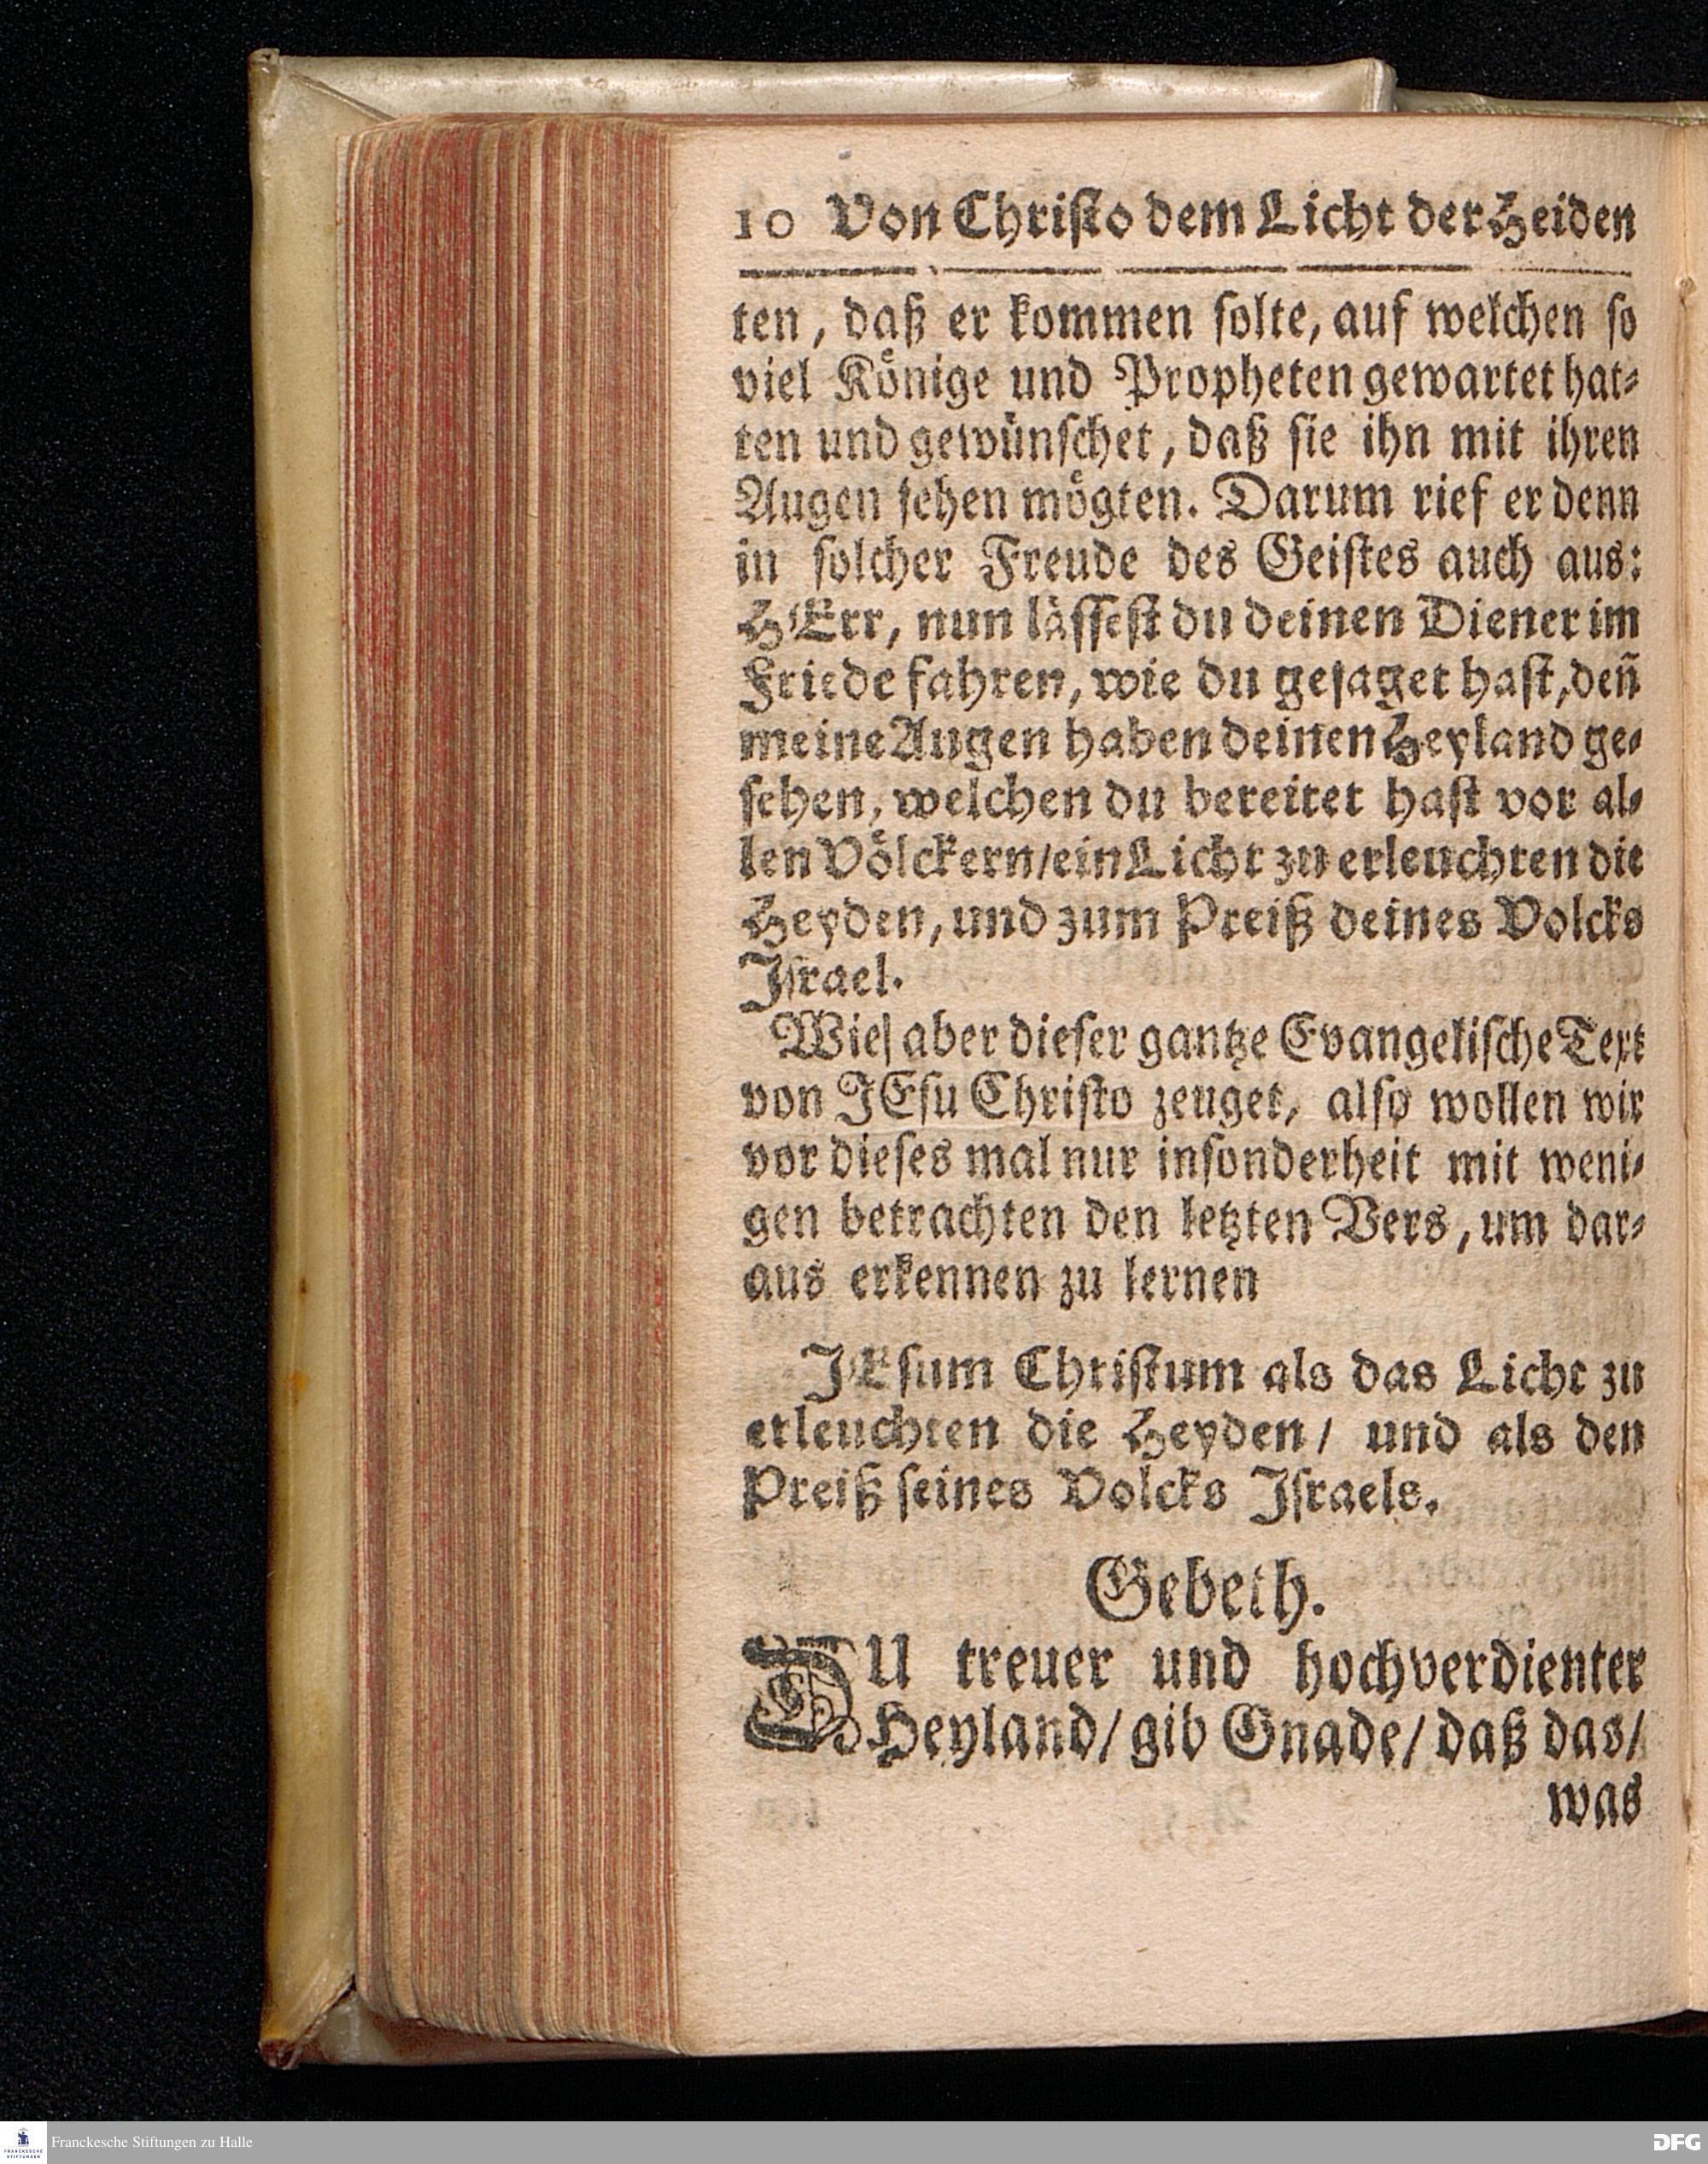 10 Von Christo dem Licht der Heiden
ten, daß er kommen solte, auf welchen so
viel Könige und Propheten gewartet hat-
ten und gewünschet, daß sie ihn mit ihren
Augen sehen mögten. Darum rief er denn
in solcher Freude des Geistes auch aus:
HErr, nun lässest du deinen Diener im
Friede fahren, wie du gesaget hast, deñ
meine Augen haben deinen Heyland ge-
sehen, welchen du bereitet hast vor al-
len Völckern/ ein Licht zu erleuchten die
Heyden, und zum Preiß deines Volcks
Israel.
Wie aber dieser gantze Evangelische Text
von JEsu Christo zeuget, also wollen wir
vor dieses mal nur insonderheit mit weni-
gen betrachten den letzten Vers, um dar-
aus erkennen zu lernen
JEsum Christum als das Licht zu
erleuchten die Heyden/ und als den
Preiß seines Volcks Israels.
Gebeth.
DU treuer und hochverdienter
Heyland/ gib Gnade/ daß das/
was
FRANCKESCHE
STIFTUNGEN
Franckesche Stiftungen zu Halle
DFG